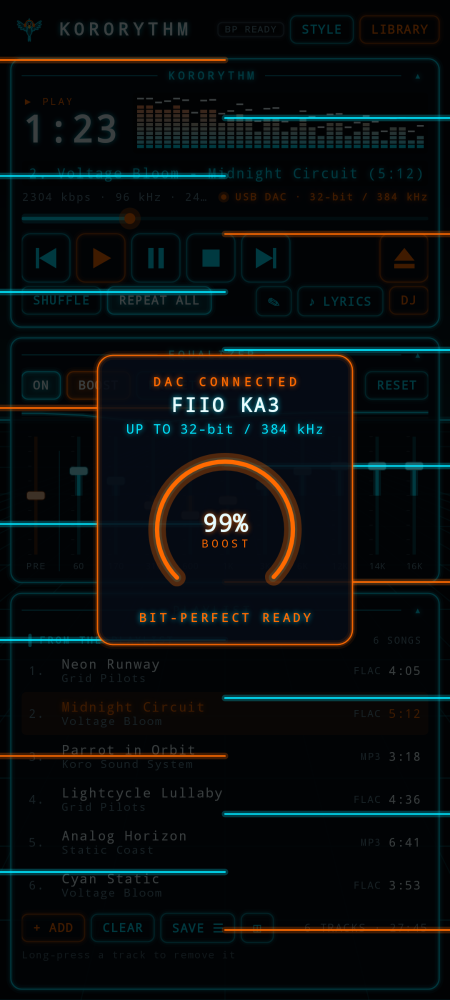 KORORYTHM
BP READY
STYLE
LIBRARY
KORORYTHM
▶ PLAY
1:23
2. Voltage Bloom - Midnight Circuit (5:12)
2304 kbps · 96 kHz · 24…
USB DAC · 32-bit / 384 kHz
SHUFFLE
REPEAT ALL
♪ LYRICS
DJ
EQUALIZER
ON
RESET
DAC CONNECTED
FIIO KA3
UP TO 32-bit / 384 kHz
99%
BOOST
BIT-PERFECT READY
PRE
60
14K
16K
6 SONGS
1. Neon Runway FLAC 4:05
Grid Pilots
2. Midnight Circuit FLAC 5:12
Voltage Bloom
3. Parrot in Orbit MP3 3:18
Koro Sound System
4. Lightcycle Lullaby FLAC 4:36
Grid Pilots
5. Analog Horizon MP3 6:41
Static Coast
6. Cyan Static FLAC 3:53
Voltage Bloom
+ ADD
CLEAR
SAVE ☰
6 TRACKS · 27:45
Long-press a track to remove it